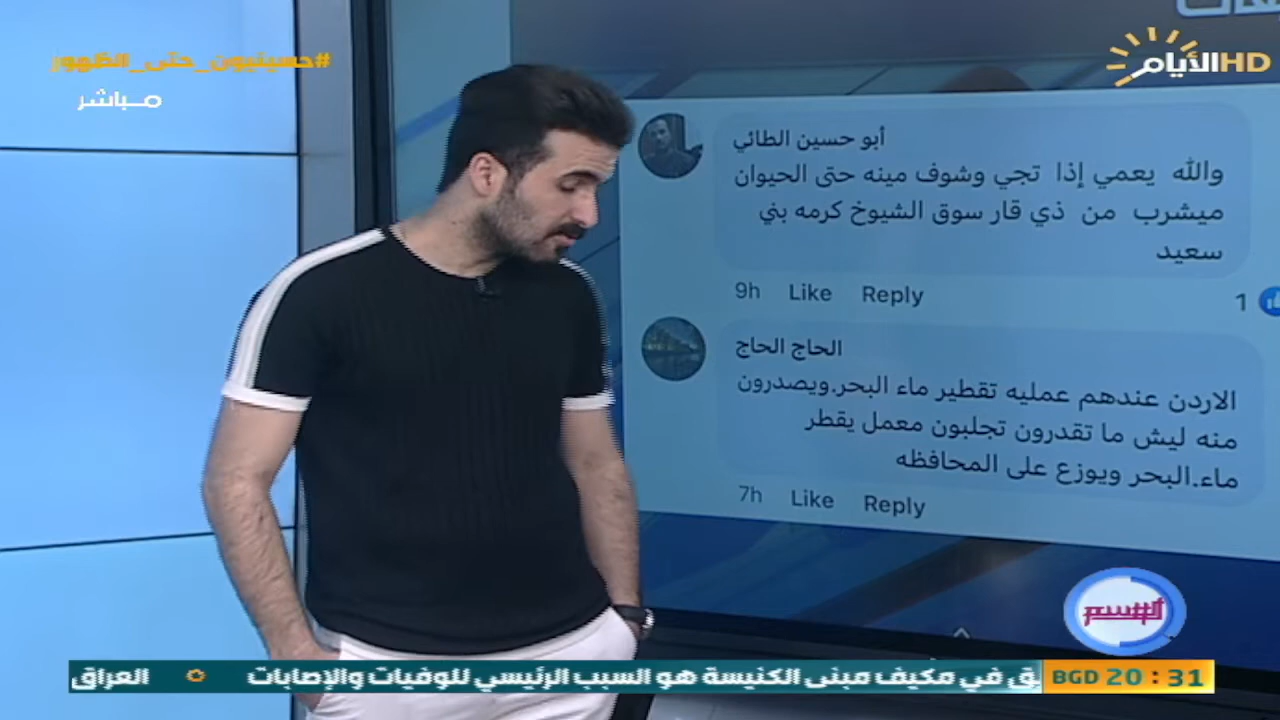 #حسينيون_حتى_الظهور
مباشر
الأيام HD
أبو حسين الطائي
والله يعمي إذا تجي وشوف مينه حتى الحيوان
ميشرب من ذي قار سوق الشيوخ كرمه بني
سعيد
9h Like Reply
1
الحاج الحاج
الاردن عندهم عمليه تقطير ماء البحر.ويصدرون
منه ليش ما تقدرون تجلبون معمل يقطر
ماء.البحر ويوزع على المحافظه
7h Like Reply
في مكيف مبنى الكنيسة هو السبب الرئيسي للوفيات والإصابات
العراق
BGD 20:31